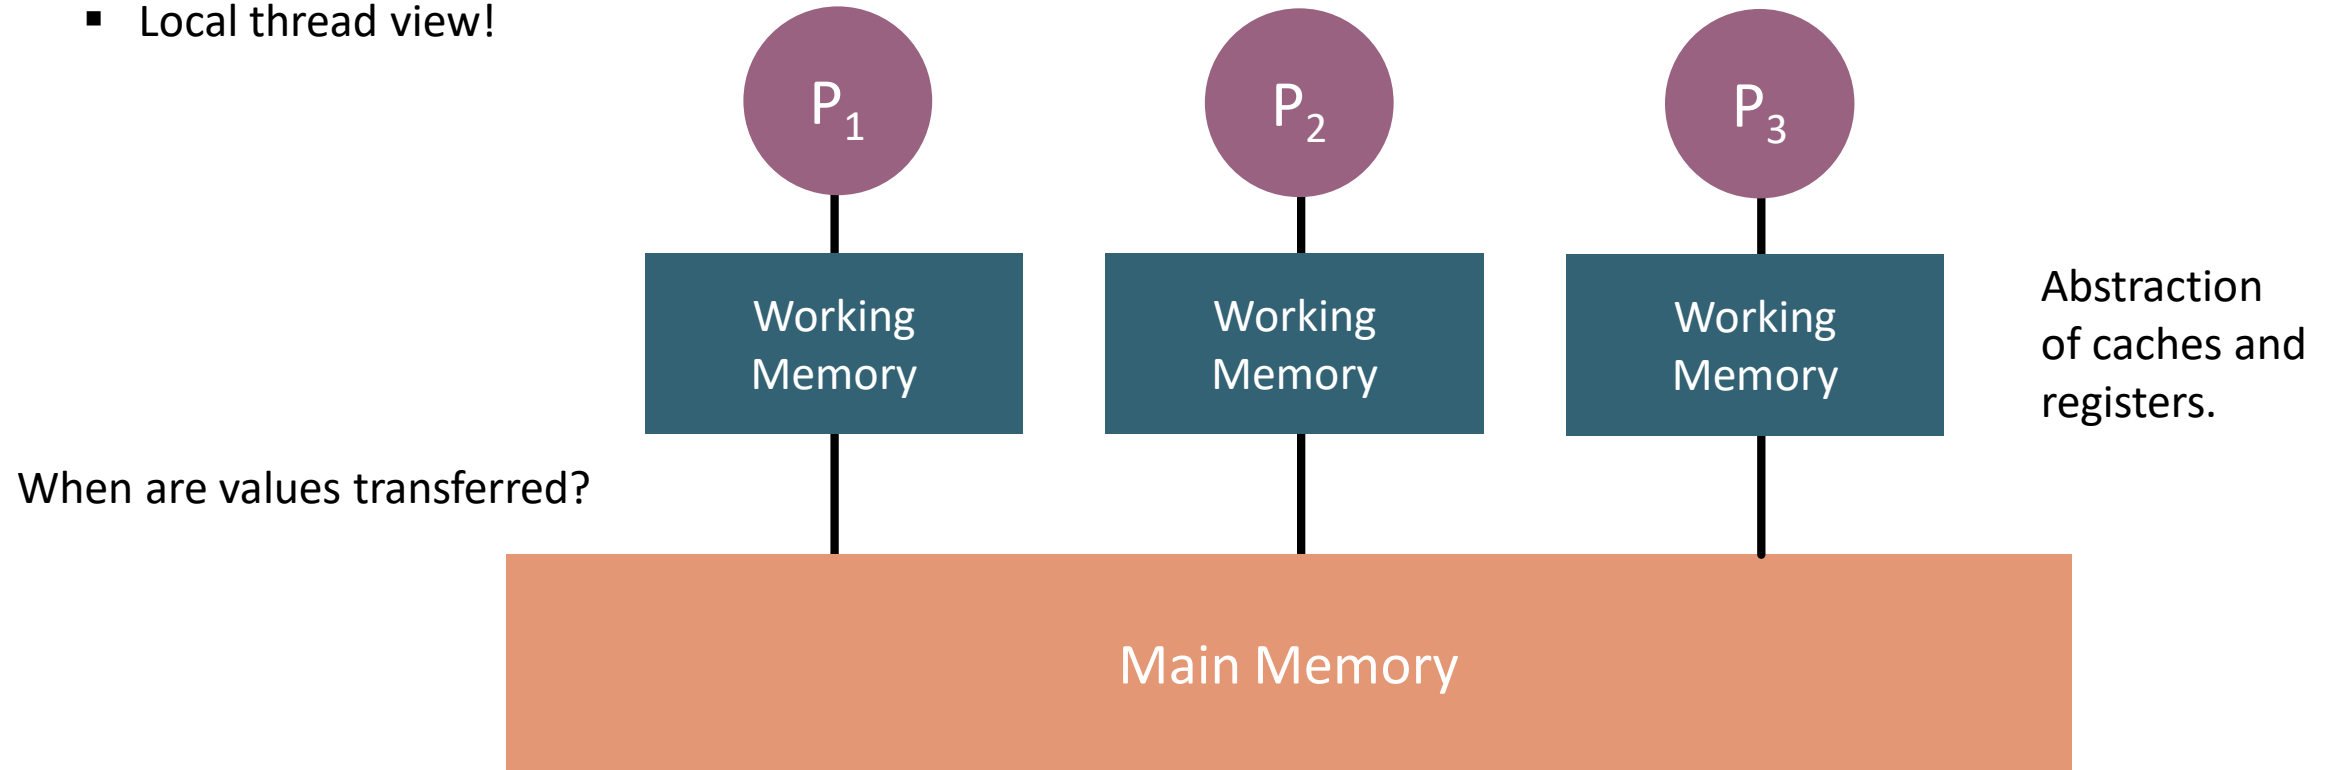 ▪ Local thread view!
P₁
P₂
P₃
Working
Memory
Working
Memory
Working
Memory
Abstraction
of caches and
registers.
When are values transferred?
Main Memory